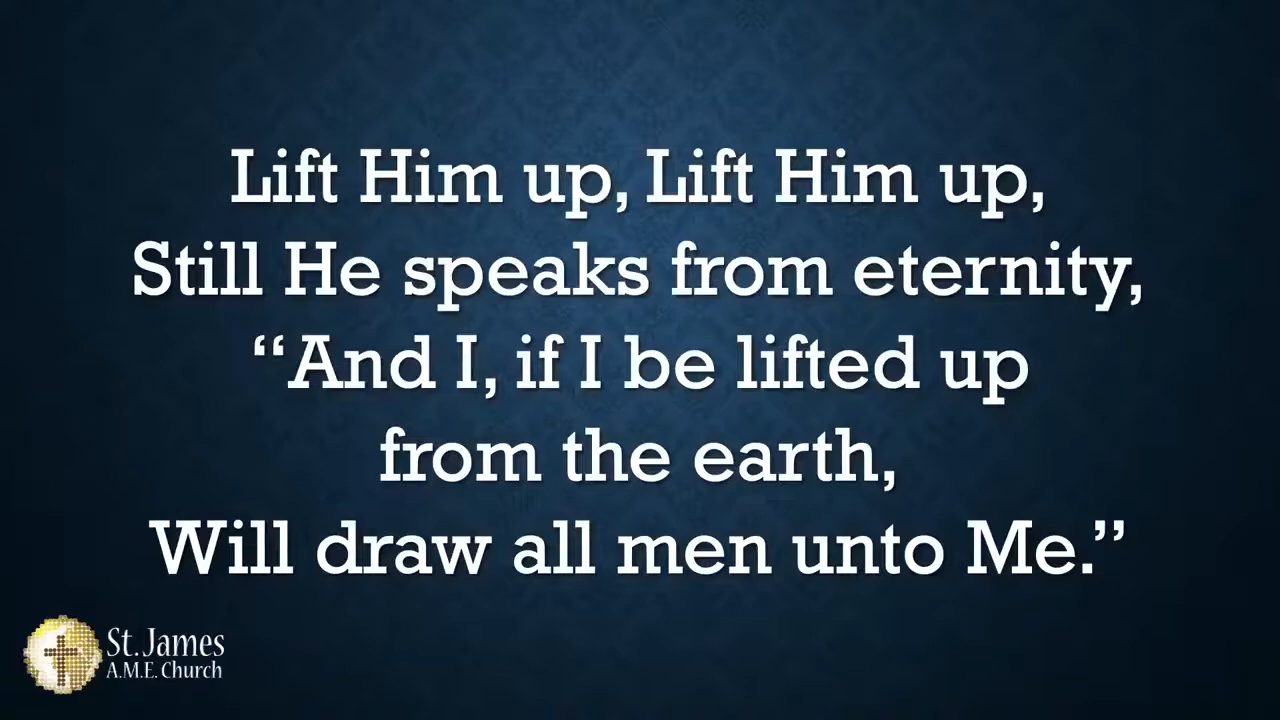 Lift Him up, Lift Him up,
Still He speaks from eternity,
“And I, if I be lifted up
from the earth,
Will draw all men unto Me.”
St. James
A.M.E. Church